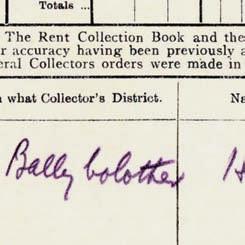 Totals ...
The Rent Collection Book and the
r accuracy having been previously a
eral Collectors orders were made in
n what Collector's District.
Na
Ballybolother
H